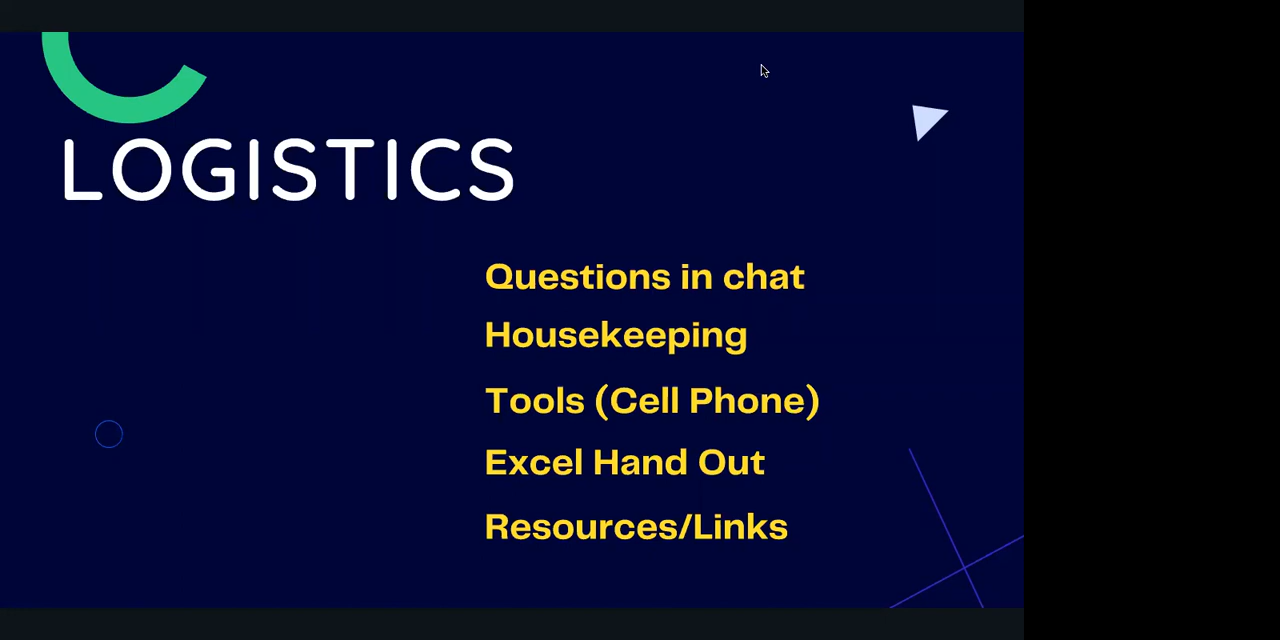 LOGISTICS
Questions in chat
Housekeeping
Tools (Cell Phone)
Excel Hand Out
Resources/Links